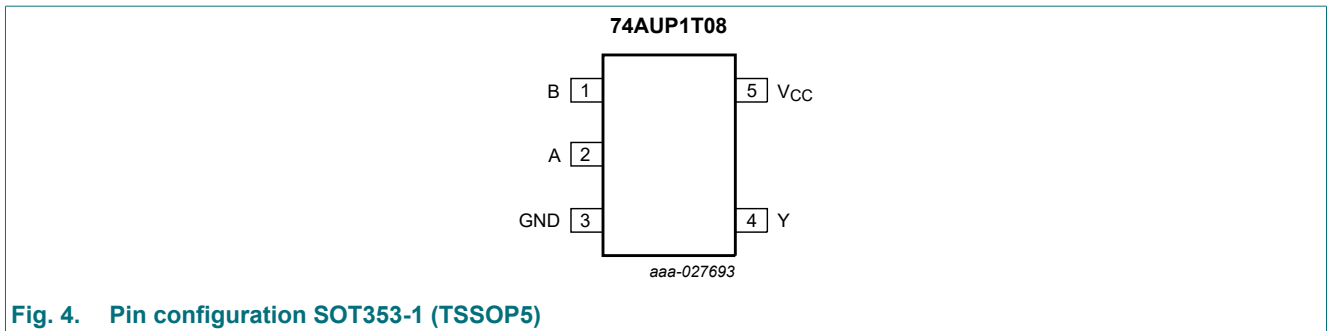 74AUP1T08
B 1 5 VCC
A 2
GND 3 4 Y
aaa-027693
Fig. 4. Pin configuration SOT353-1 (TSSOP5)